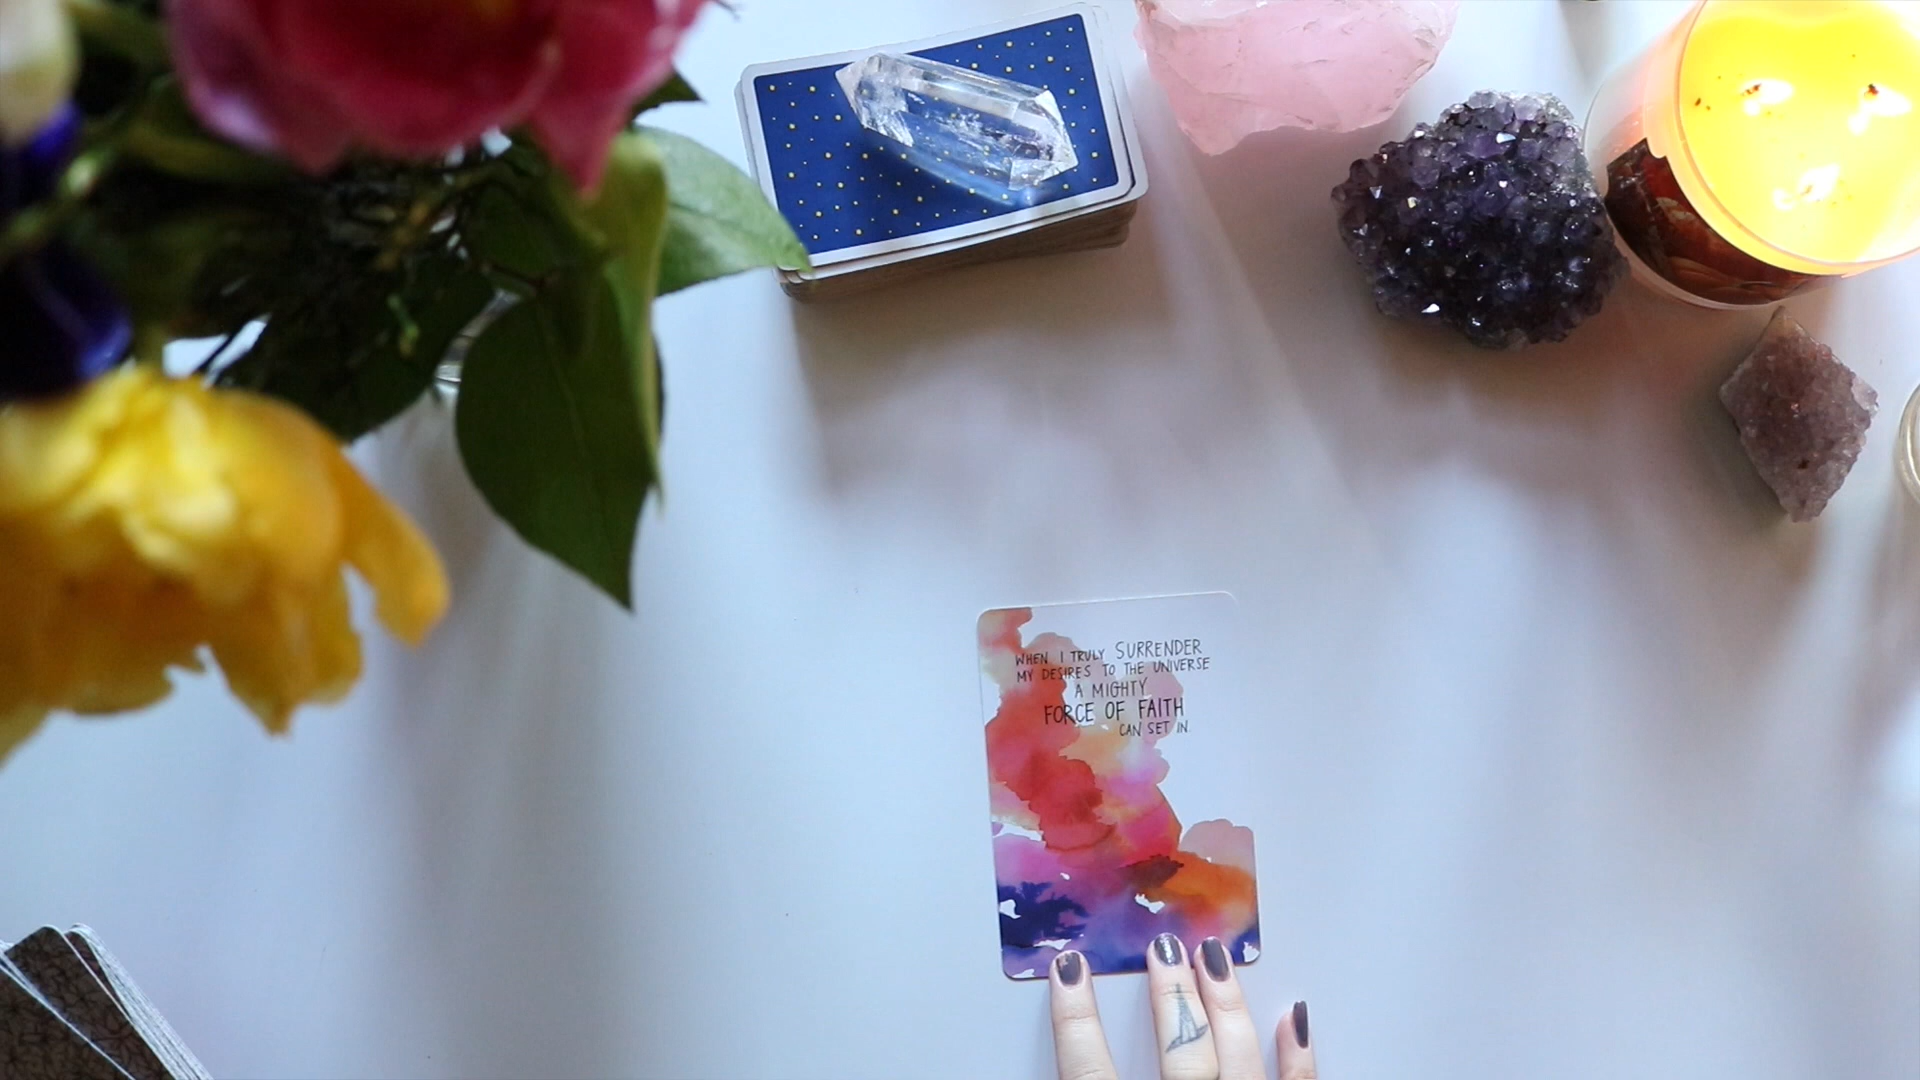 WHEN I TRULY SURRENDER
MY DESIRES TO THE UNIVERSE
A MIGHTY
FORCE OF FAITH
CAN SET IN.